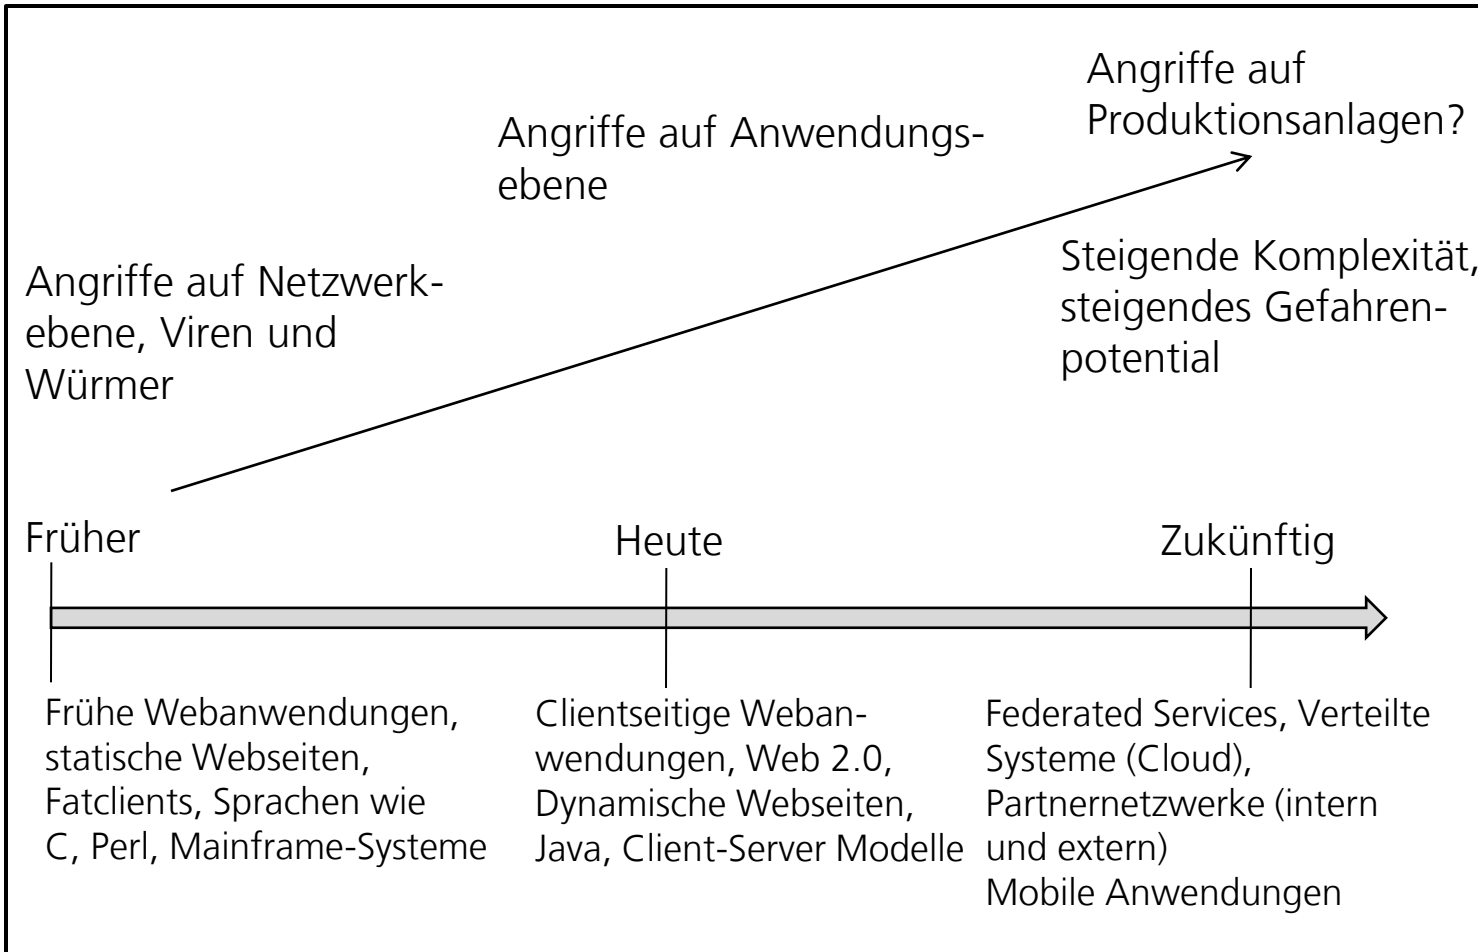 Angriffe auf
Produktionsanlagen?
Angriffe auf Anwendungs-
ebene
Angriffe auf Netzwerk-
ebene, Viren und
Würmer
Steigende Komplexität,
steigendes Gefahren-
potential
Früher
Heute
Zukünftig
Frühe Webanwendungen,
statische Webseiten,
Fatclients, Sprachen wie
C, Perl, Mainframe-Systeme
Clientseitige Weban-
wendungen, Web 2.0,
Dynamische Webseiten,
Java, Client-Server Modelle
Federated Services, Verteilte
Systeme (Cloud),
Partnernetzwerke (intern
und extern)
Mobile Anwendungen